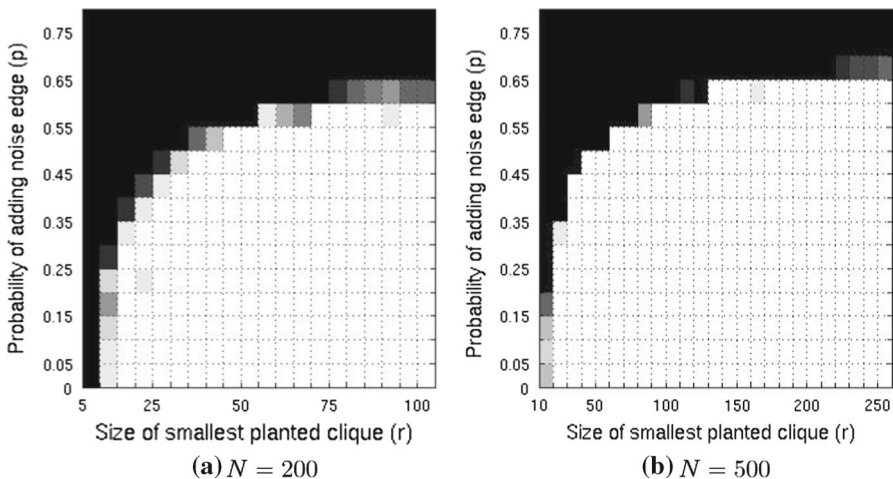 Probability of adding noise edge (p)
0.75
0.65
0.55
0.45
0.35
0.25
0.15
0.05
0
5 25 50 75 100
Size of smallest planted clique (r)
(a) N = 200
Probability of adding noise edge (p)
0.75
0.65
0.55
0.45
0.35
0.25
0.15
0.05
0
10 50 100 150 200 250
Size of smallest planted clique (r)
(b) N = 500